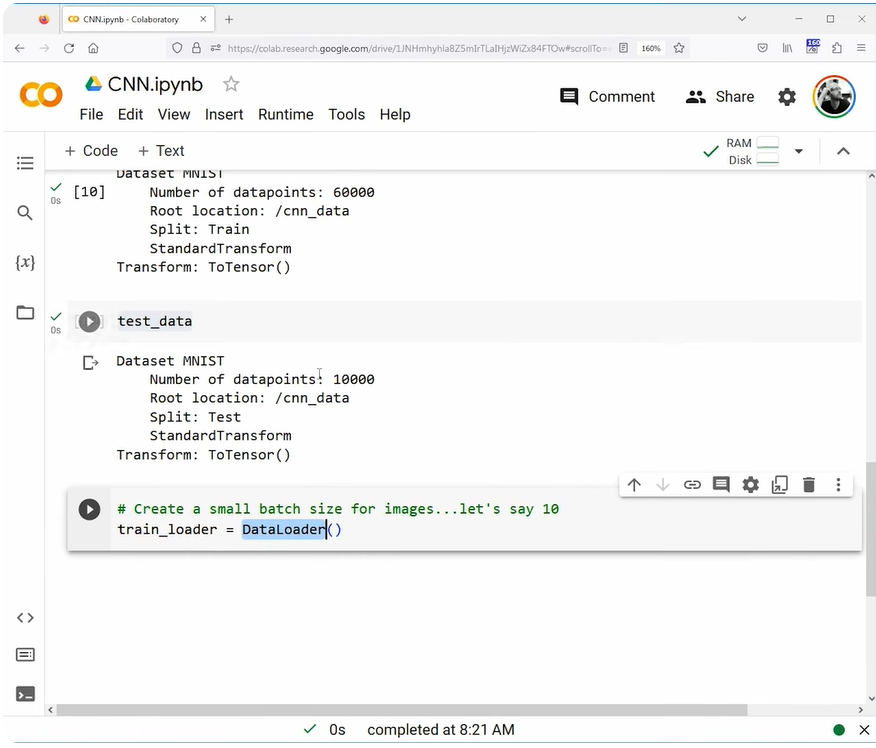 CNN.ipynb - Colaboratory
https://colab.research.google.com/drive/1JNHmhyhla8Z5mIrTLaIHjzWiZx84FTOw#scrollTo=
160%
160
CNN.ipynb
File Edit View Insert Runtime Tools Help
Comment
Share
+ Code + Text
RAM
Disk
Dataset MNIST
0s
[10]
Number of datapoints: 60000
Root location: /cnn_data
Split: Train
StandardTransform
Transform: ToTensor()
0s
test_data
Dataset MNIST
Number of datapoints: 10000
Root location: /cnn_data
Split: Test
StandardTransform
Transform: ToTensor()
# Create a small batch size for images...let's say 10
train_loader = DataLoader()
{x}
0s completed at 8:21 AM